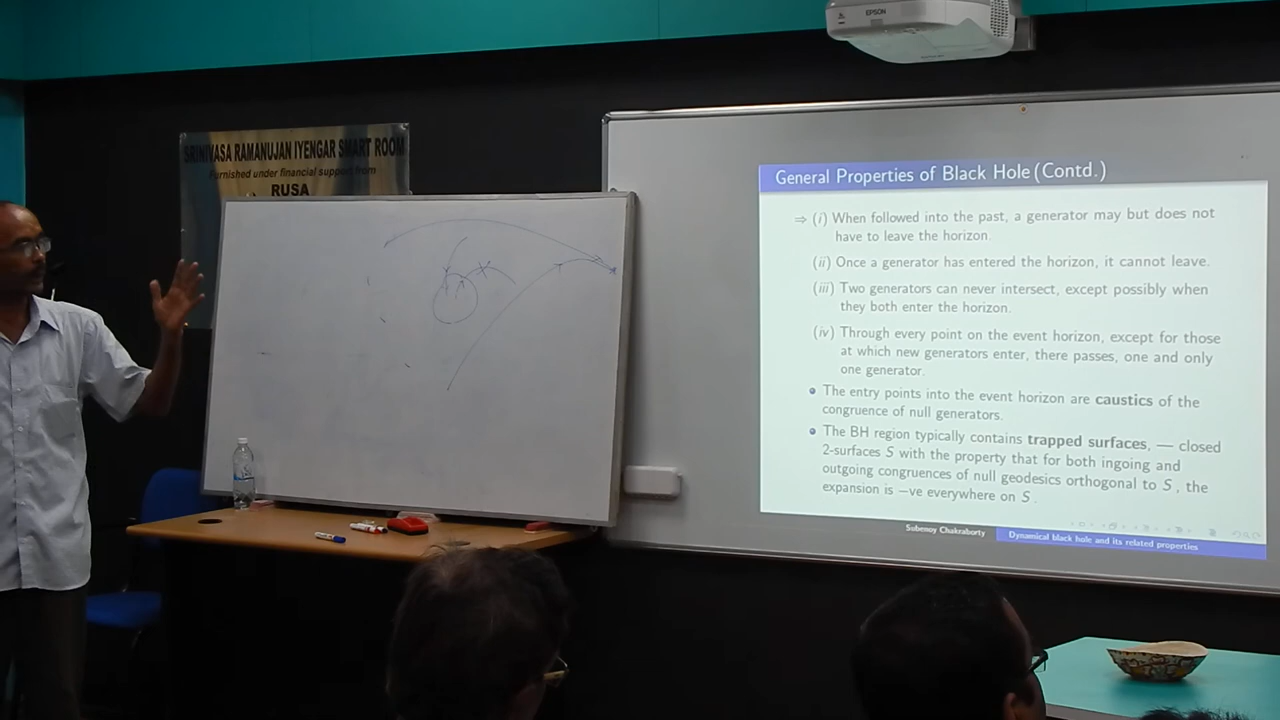 EPSON
SRINIVASA RAMANUJAN IYENGAR SMART ROOM
Furnished under financial support from
RUSA
General Properties of Black Hole(Contd.)
⇒ (i) When followed into the past, a generator may but does not
have to leave the horizon
(ii) Once a generator has entered the horizon, it cannot leave.
(iii) Two generators can never intersect, except possibly when
they both enter the horizon.
(iv) Through every point on the event horizon, except for those
at which new generators enter, there passes, one and only
one generator.
• The entry points into the event horizon are caustics of the
congruence of null generators.
• The BH region typically contains trapped surfaces, — closed
2-surfaces S with the property that for both ingoing and
outgoing congruences of null geodesics orthogonal to S, the
expansion is −ve everywhere on S.
Subenoy Chakraborty
Dynamical black hole and its related properties